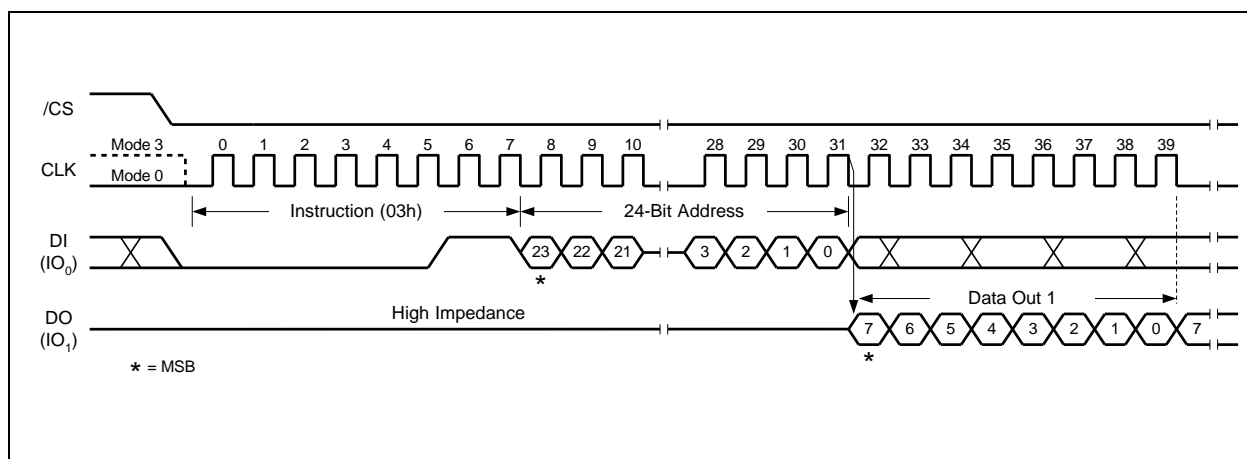 /CS
Mode 3 0 1 2 3 4 5 6 7 8 9 10 28 29 30 31 32 33 34 35 36 37 38 39
CLK
Mode 0
Instruction (03h) 24-Bit Address
DI
(IO0) 23 22 21 3 2 1 0
*
Data Out 1
High Impedance
DO
(IO1) 7 6 5 4 3 2 1 0 7
*
* = MSB